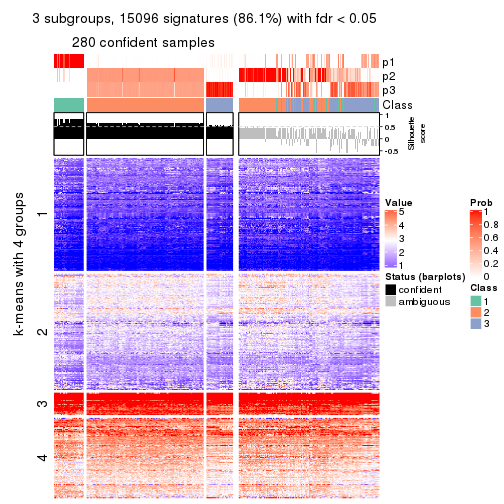 3 subgroups, 15096 signatures (86.1%) with fdr < 0.05
280 confident samples
p1
p2
p3
Class
1
0.5
0
-0.5
Silhouette
score
k-means with 4 groups
1
2
3
4
Value
5
4
3
2
1
Status (barplots)
confident
ambiguous
Prob
1
0.8
0.6
0.4
0.2
0
Class
1
2
3